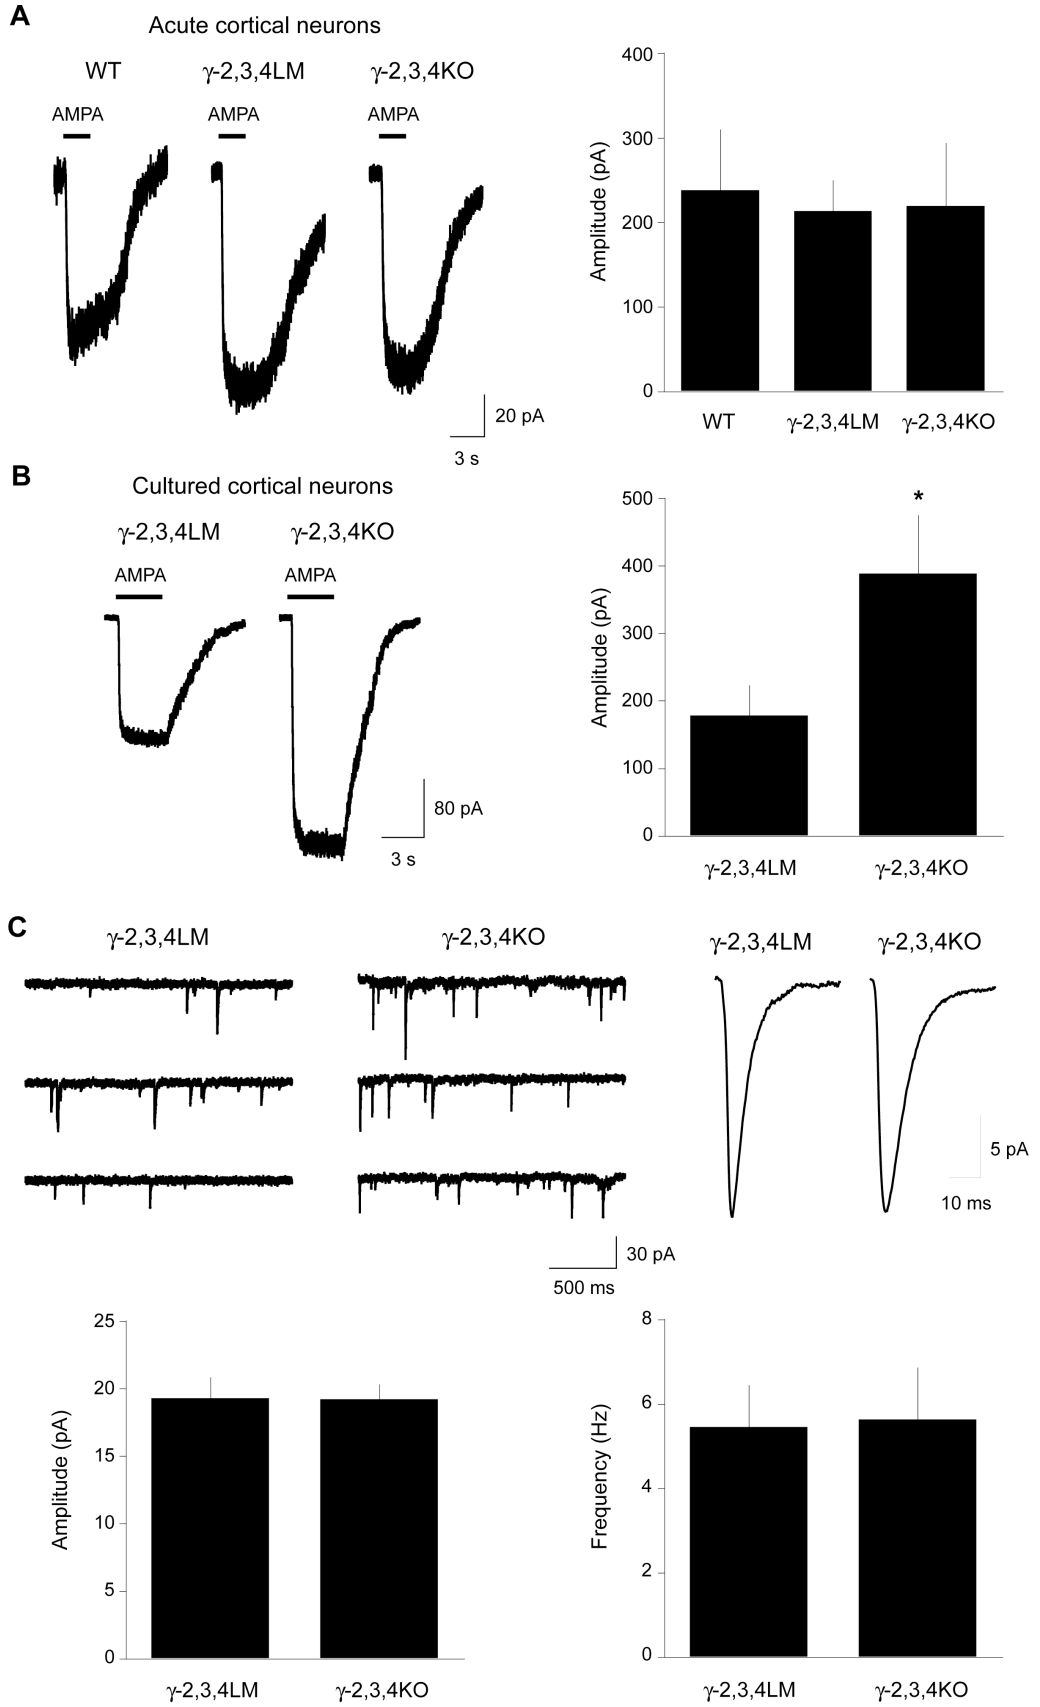 A
Acute cortical neurons
WT γ-2,3,4LM γ-2,3,4KO
AMPA AMPA AMPA
20 pA
3 s
Amplitude (pA)
400
300
200
100
0
WT γ-2,3,4LM γ-2,3,4KO
B
Cultured cortical neurons
γ-2,3,4LM γ-2,3,4KO
AMPA AMPA
80 pA
3 s
Amplitude (pA)
500
400
300
200
100
0
*
γ-2,3,4LM γ-2,3,4KO
C
γ-2,3,4LM γ-2,3,4KO
30 pA
500 ms
γ-2,3,4LM γ-2,3,4KO
5 pA
10 ms
Amplitude (pA)
25
20
15
10
5
0
γ-2,3,4LM γ-2,3,4KO
Frequency (Hz)
8
6
4
2
0
γ-2,3,4LM γ-2,3,4KO